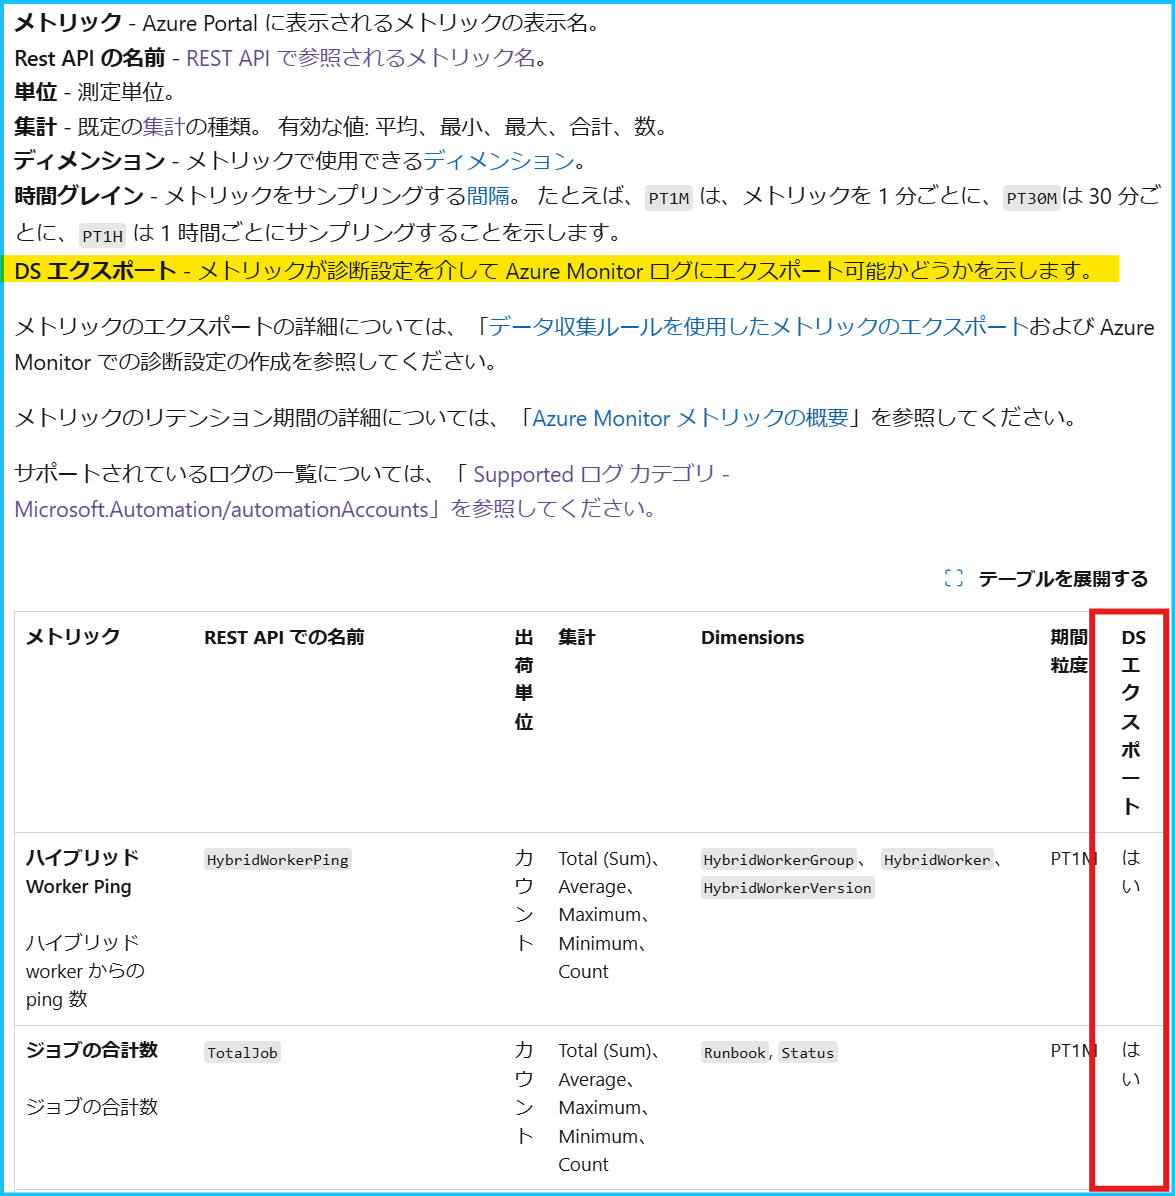 メトリック - Azure Portal に表示されるメトリックの表示名。
Rest API の名前 - REST API で参照されるメトリック名。
単位 - 測定単位。
集計 - 既定の集計の種類。 有効な値: 平均、最小、最大、合計、数。
ディメンション - メトリックで使用できるディメンション。
時間グレイン - メトリックをサンプリングする間隔。 たとえば、 PT1M は、メトリックを 1 分ごとに、 PT30M は 30 分ご
とに、 PT1H は 1 時間ごとにサンプリングすることを示します。
DS エクスポート - メトリックが診断設定を介して Azure Monitor ログにエクスポート可能かどうかを示します。
メトリックのエクスポートの詳細については、「データ収集ルールを使用したメトリックのエクスポートおよび Azure
Monitor での診断設定の作成を参照してください。
メトリックのリテンション期間の詳細については、「Azure Monitor メトリックの概要」を参照してください。
サポートされているログの一覧については、「 Supported ログ カテゴリ -
Microsoft.Automation/automationAccounts」を参照してください。
テーブルを展開する
メトリック
REST API での名前
出
荷
単
位
集計
Dimensions
期間
粒度
DS
エ
ク
ス
ポ
ー
ト
ハイブリッド
Worker Ping
ハイブリッド
worker からの
ping 数
HybridWorkerPing
カ
ウ
ン
ト
Total (Sum)、
Average、
Maximum、
Minimum、
Count
HybridWorkerGroup 、 HybridWorker 、
HybridWorkerVersion
PT1M
は
い
ジョブの合計数
ジョブの合計数
TotalJob
カ
ウ
ン
ト
Total (Sum)、
Average、
Maximum、
Minimum、
Count
Runbook, Status
PT1M
は
い